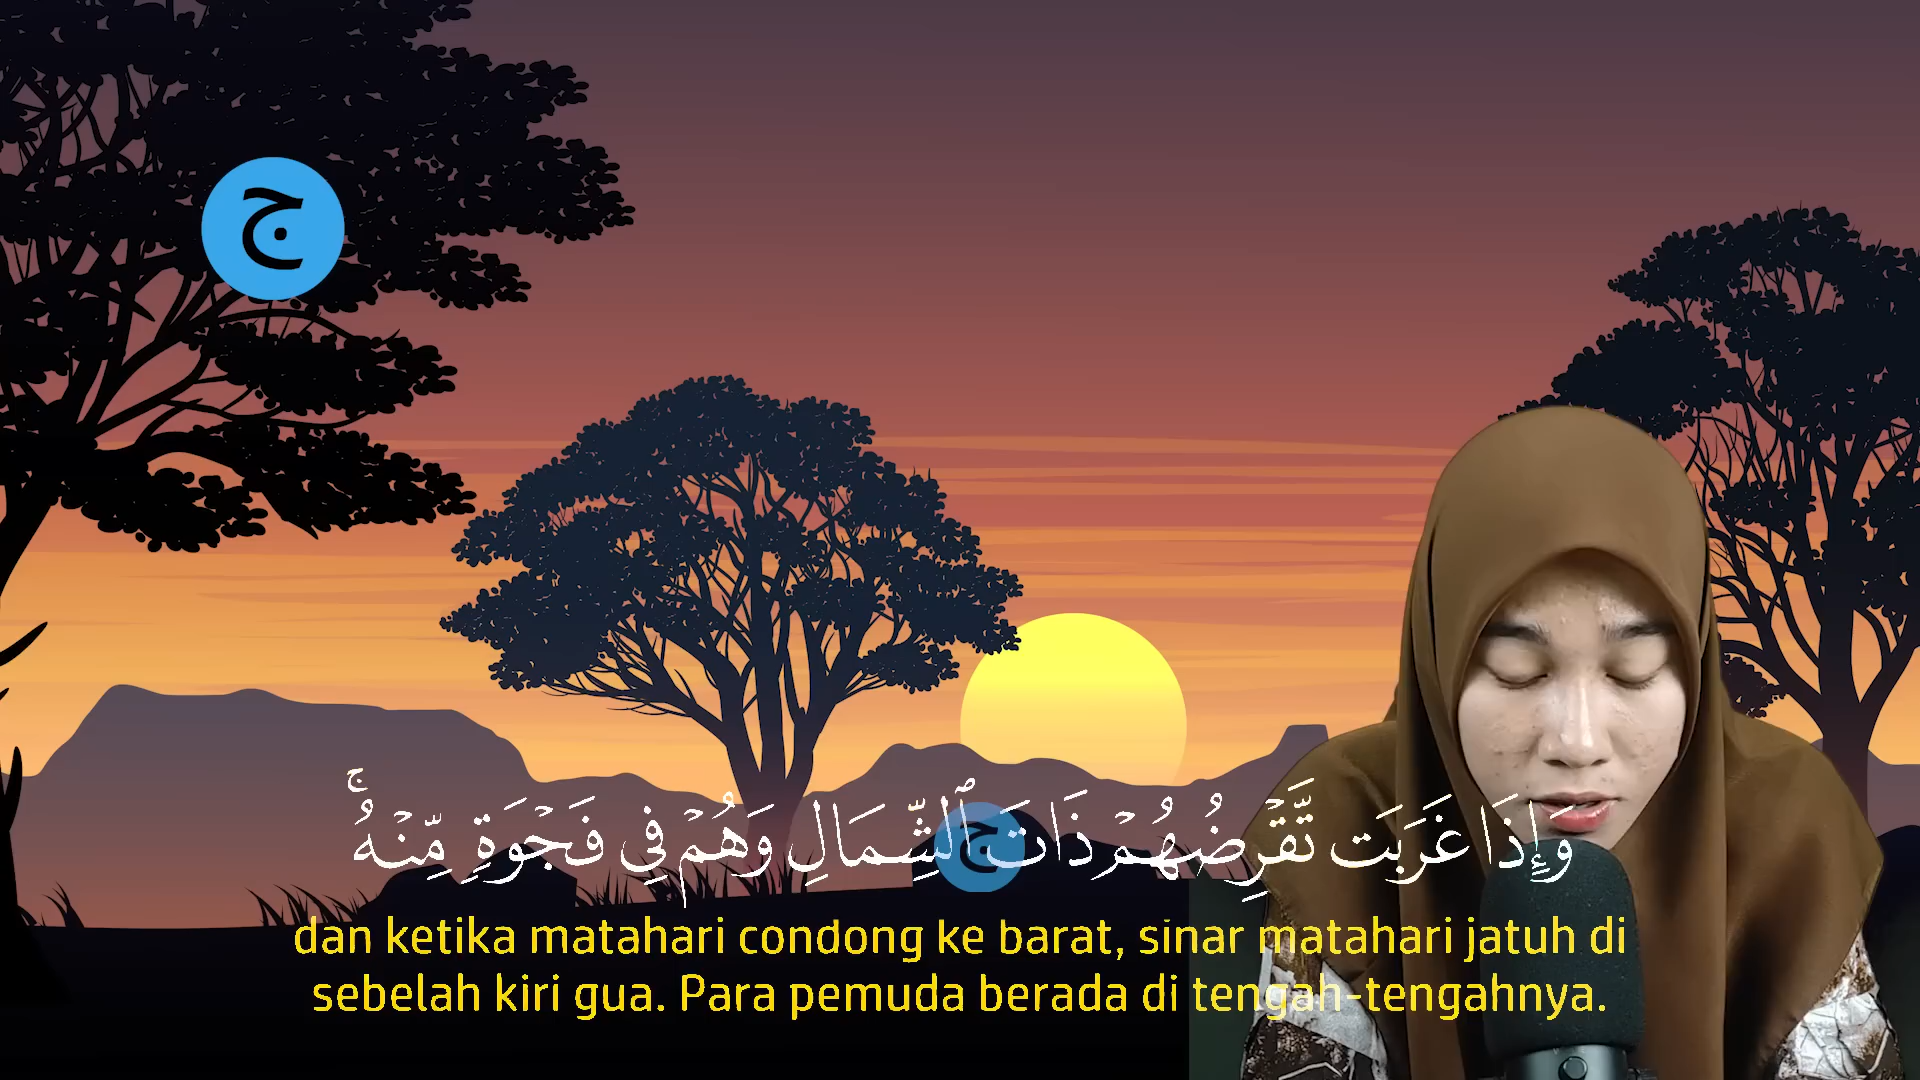 ج
وَإِذَا غَرَبَت تَّقْرِضُهُمْ ذَاتَ ٱلشِّمَالِ وَهُمْ فِي فَجْوَةٍ مِّنْهُ ۚ
ج
dan ketika matahari condong ke barat, sinar matahari jatuh di
sebelah kiri gua. Para pemuda berada di tengah-tengahnya.